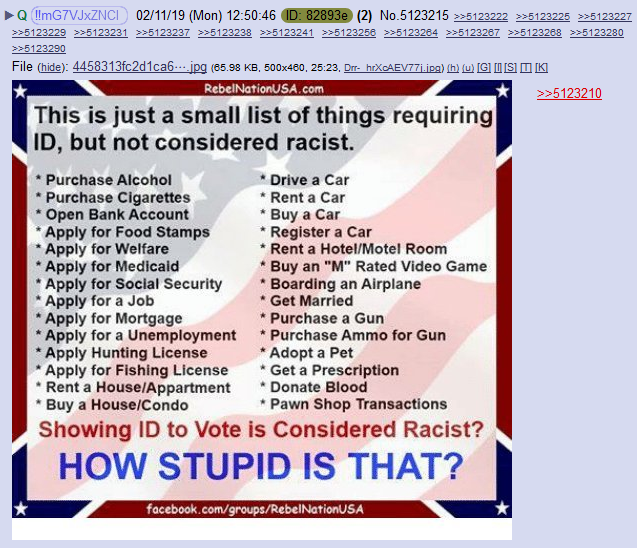 ▶ Q !!mG7VJxZNCI 02/11/19 (Mon) 12:50:46 ID: 82893e (2) No.5123215 >>5123222 >>5123225 >>5123227
>>5123229 >>5123231 >>5123237 >>5123238 >>5123241 >>5123256 >>5123264 >>5123267 >>5123268 >>5123280
>>5123290
File (hide): 4458313fc2d1ca6⋯.jpg (65.98 KB, 500x460, 25:23, Drr-_hrXcAEV77j.jpg) (h) (u) [G] [I] [S] [T] [K]
>>5123210
RebelNationUSA.com
This is just a small list of things requiring
ID, but not considered racist.
* Purchase Alcohol
* Purchase Cigarettes
* Open Bank Account
* Apply for Food Stamps
* Apply for Welfare
* Apply for Medicaid
* Apply for Social Security
* Apply for a Job
* Apply for Mortgage
* Apply for a Unemployment
* Apply Hunting License
* Apply for Fishing License
* Rent a House/Appartment
* Buy a House/Condo
* Drive a Car
* Rent a Car
* Buy a Car
* Register a Car
* Rent a Hotel/Motel Room
* Buy an "M" Rated Video Game
* Boarding an Airplane
* Get Married
* Purchase a Gun
* Purchase Ammo for Gun
* Adopt a Pet
* Get a Prescription
* Donate Blood
* Pawn Shop Transactions
Showing ID to Vote is Considered Racist?
HOW STUPID IS THAT?
facebook.com/groups/RebelNationUSA